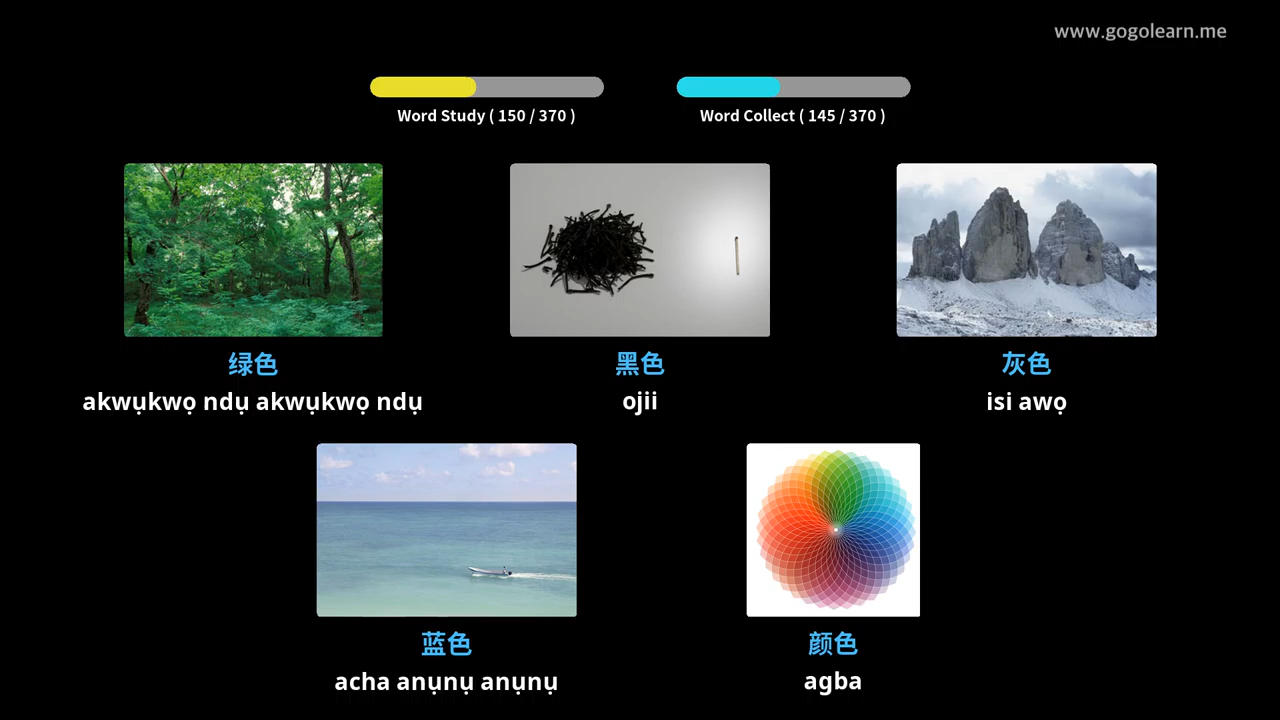 www.gogolearn.me
Word Study ( 150 / 370 )
Word Collect ( 145 / 370 )
绿色
akwụkwọ ndụ akwụkwọ ndụ
黑色
ojii
灰色
isi awọ
蓝色
acha anụnụ anụnụ
颜色
agba